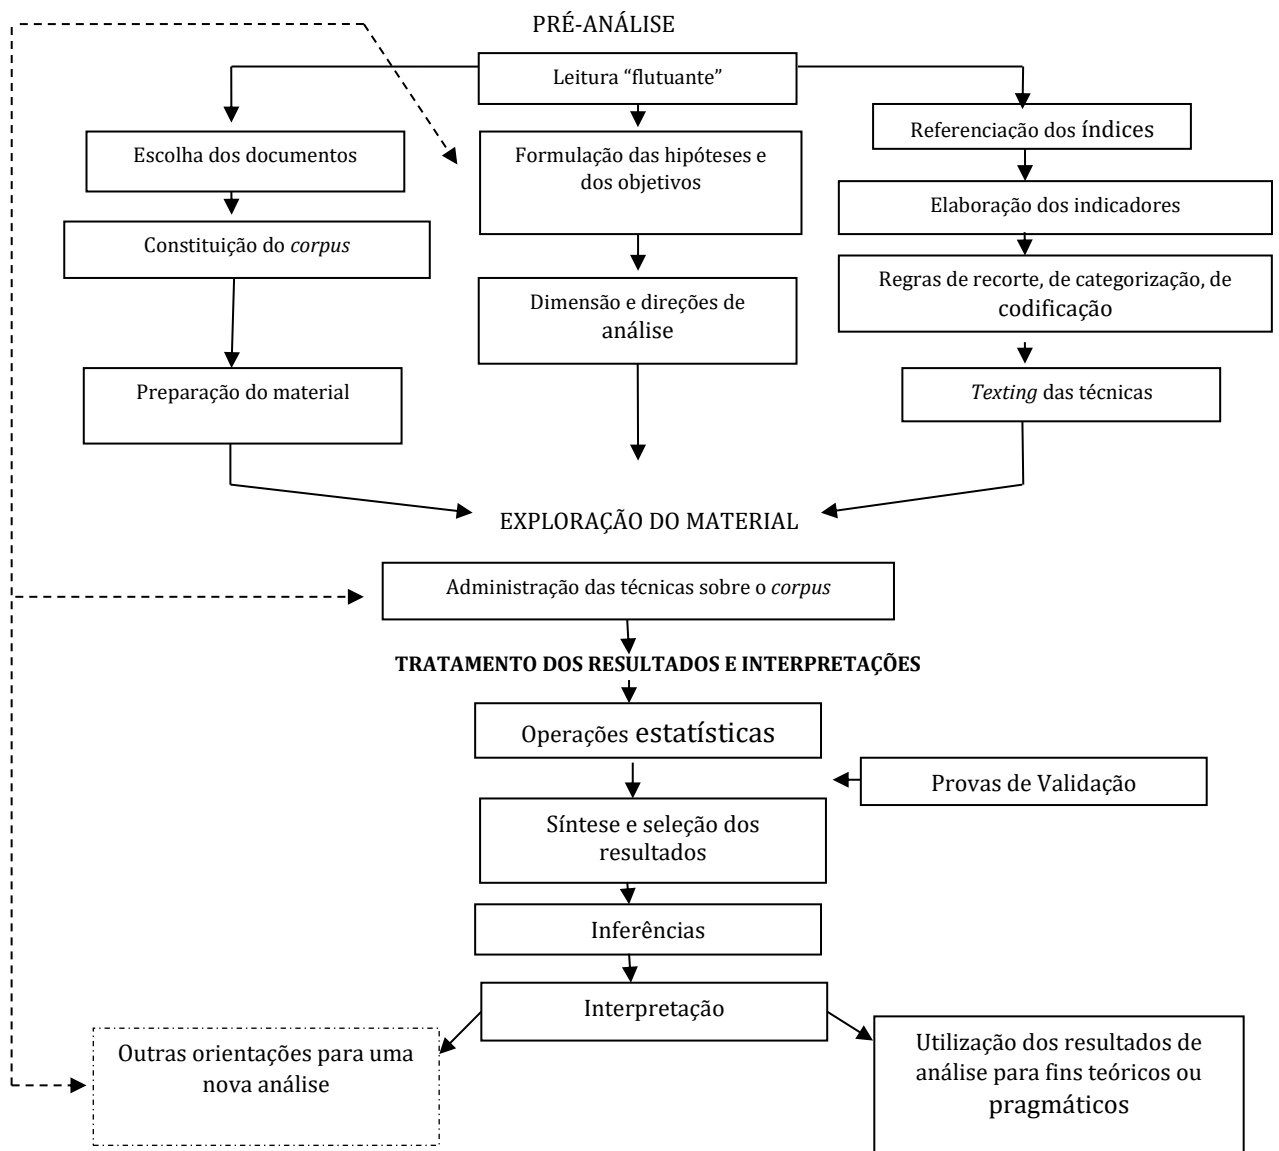 PRÉ-ANÁLISE
Leitura “flutuante”
Referenciação dos índices
Escolha dos documentos
Formulação das hipóteses e
dos objetivos
Elaboração dos indicadores
Constituição do corpus
Regras de recorte, de categorização, de
codificação
Dimensão e direções de
análise
Preparação do material
Texting das técnicas
EXPLORAÇÃO DO MATERIAL
Administração das técnicas sobre o corpus
TRATAMENTO DOS RESULTADOS E INTERPRETAÇÕES
Operações estatísticas
Provas de Validação
Síntese e seleção dos
resultados
Inferências
Interpretação
Outras orientações para uma
nova análise
Utilização dos resultados de
análise para fins teóricos ou
pragmáticos